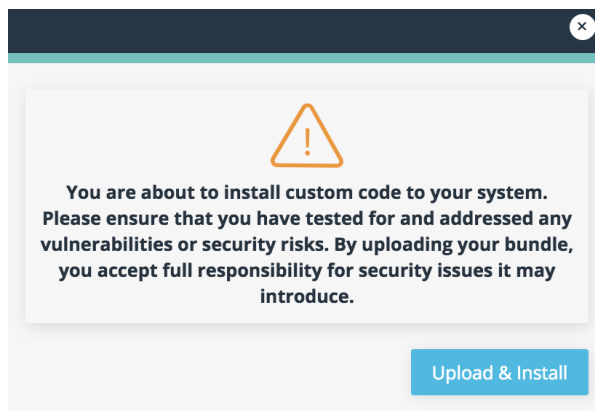 You are about to install custom code to your system.
Please ensure that you have tested for and addressed any
vulnerabilities or security risks. By uploading your bundle,
you accept full responsibility for security issues it may
introduce.
Upload & Install